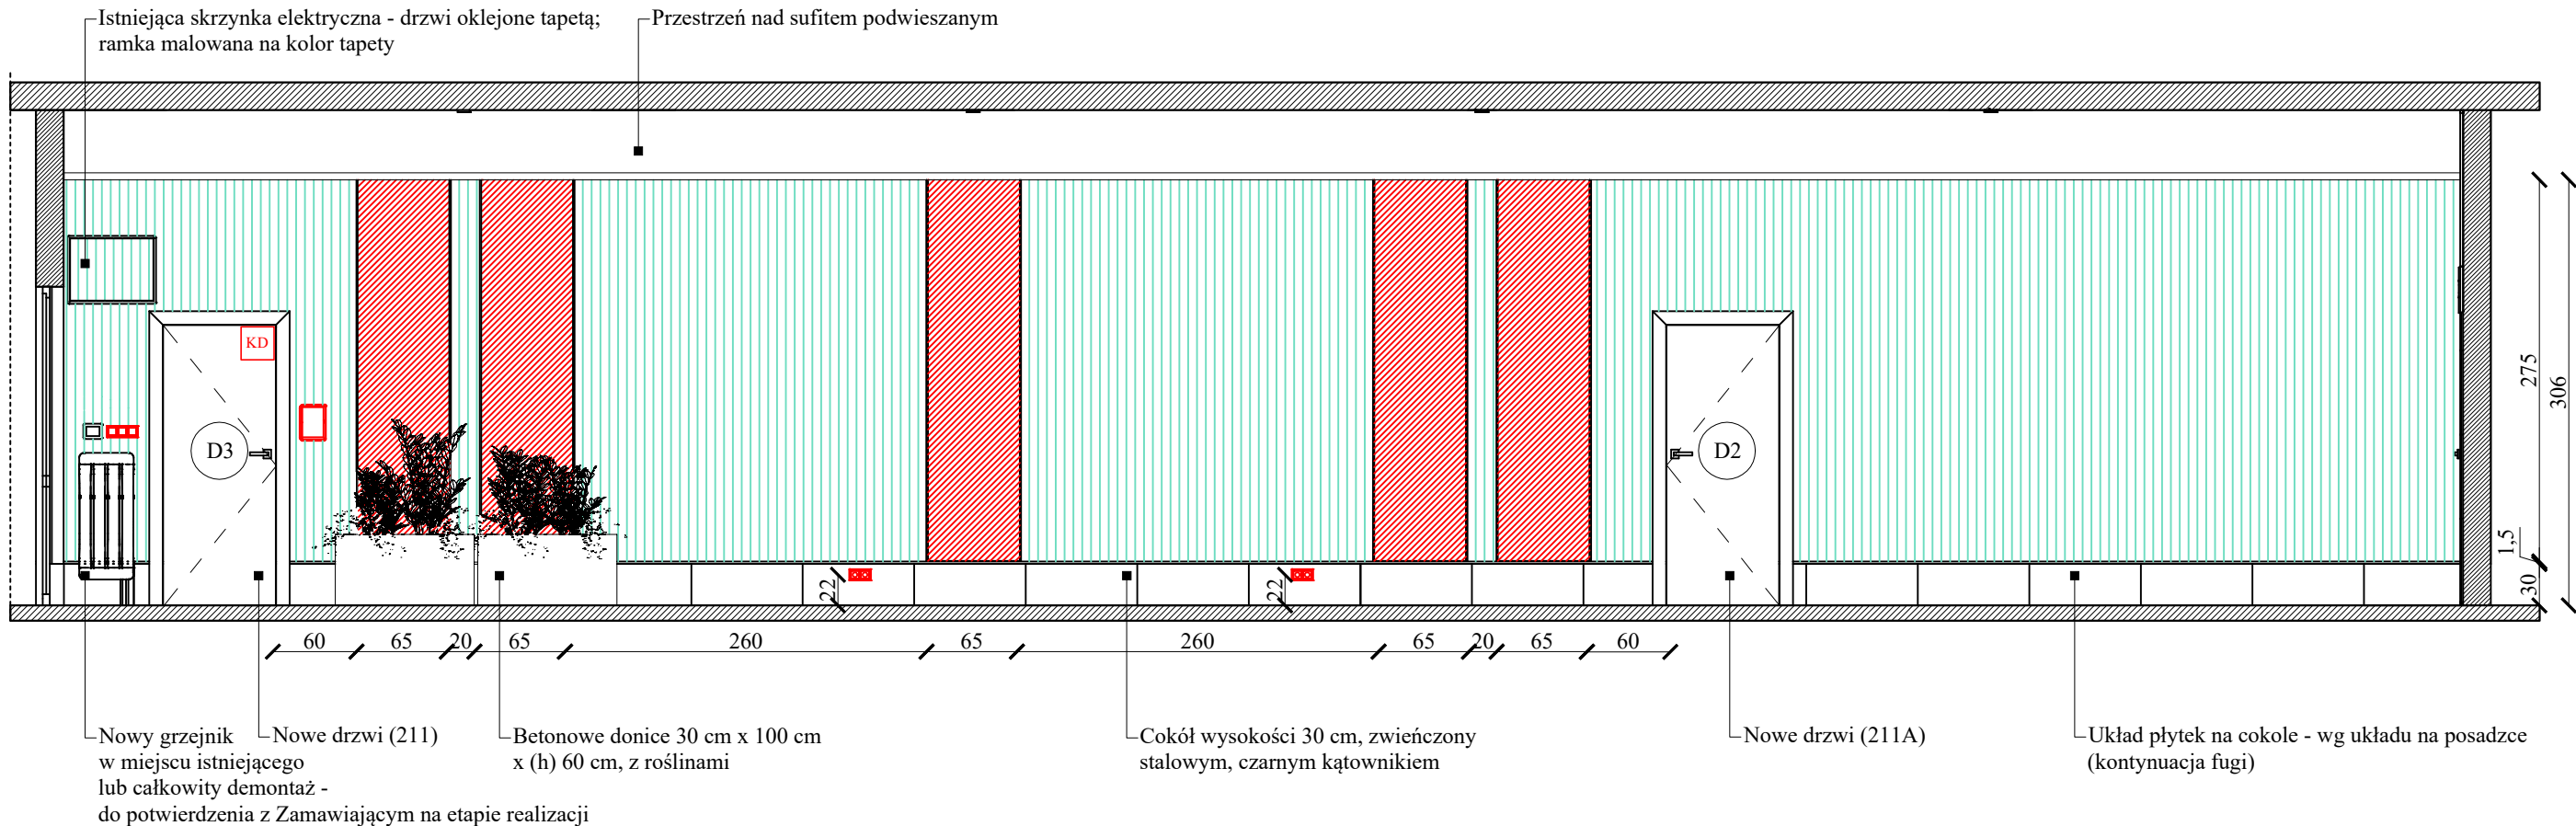 Istniejąca skrzynka elektryczna - drzwi oklejone tapetą;
ramka malowana na kolor tapety
Przestrzeń nad sufitem podwieszanym
KD
D3
D2
275
306
1,5
30
22
22
60
65
20
65
260
65
260
65
20
65
60
Nowy grzejnik
w miejscu istniejącego
lub całkowity demontaż -
do potwierdzenia z Zamawiającym na etapie realizacji
Nowe drzwi (211)
Betonowe donice 30 cm x 100 cm
x (h) 60 cm, z roślinami
Cokół wysokości 30 cm, zwieńczony
stalowym, czarnym kątownikiem
Nowe drzwi (211A)
Układ płytek na cokole - wg układu na posadzce
(kontynuacja fugi)